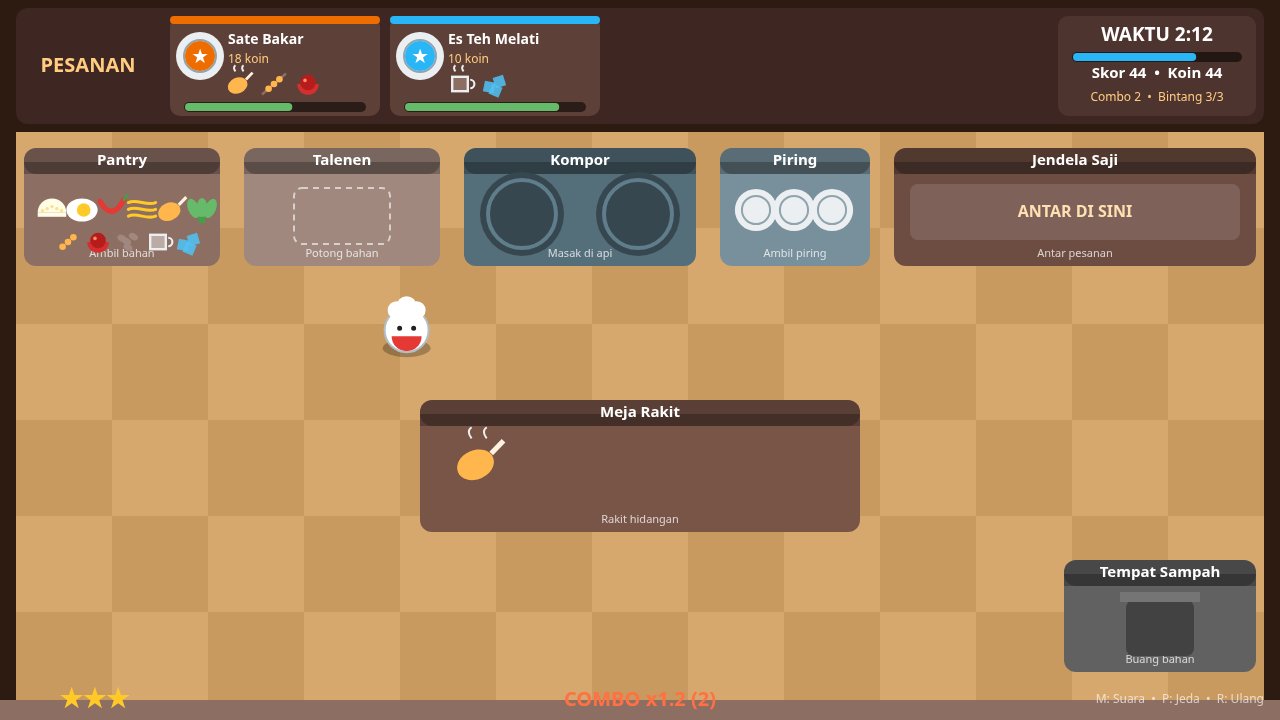 PESANAN
Sate Bakar
18 koin
Es Teh Melati
10 koin
WAKTU 2:12
Skor 44 • Koin 44
Combo 2 • Bintang 3/3
Pantry
Ambil bahan
Talenen
Potong bahan
Kompor
Masak di api
Piring
Ambil piring
Jendela Saji
ANTAR DI SINI
Antar pesanan
Meja Rakit
Rakit hidangan
Tempat Sampah
Buang bahan
COMBO x1.2 (2)
M: Suara • P: Jeda • R: Ulang